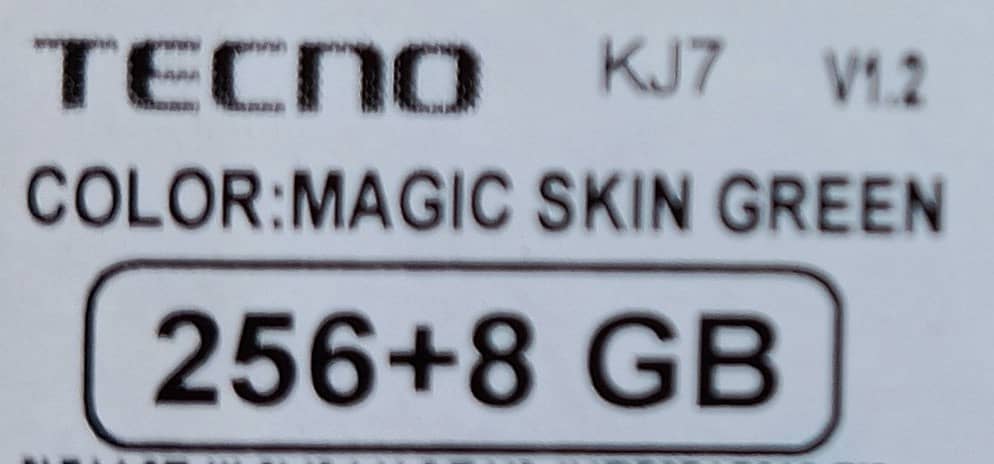 TECNO KJ7 V1.2
COLOR:MAGIC SKIN GREEN
256+8 GB